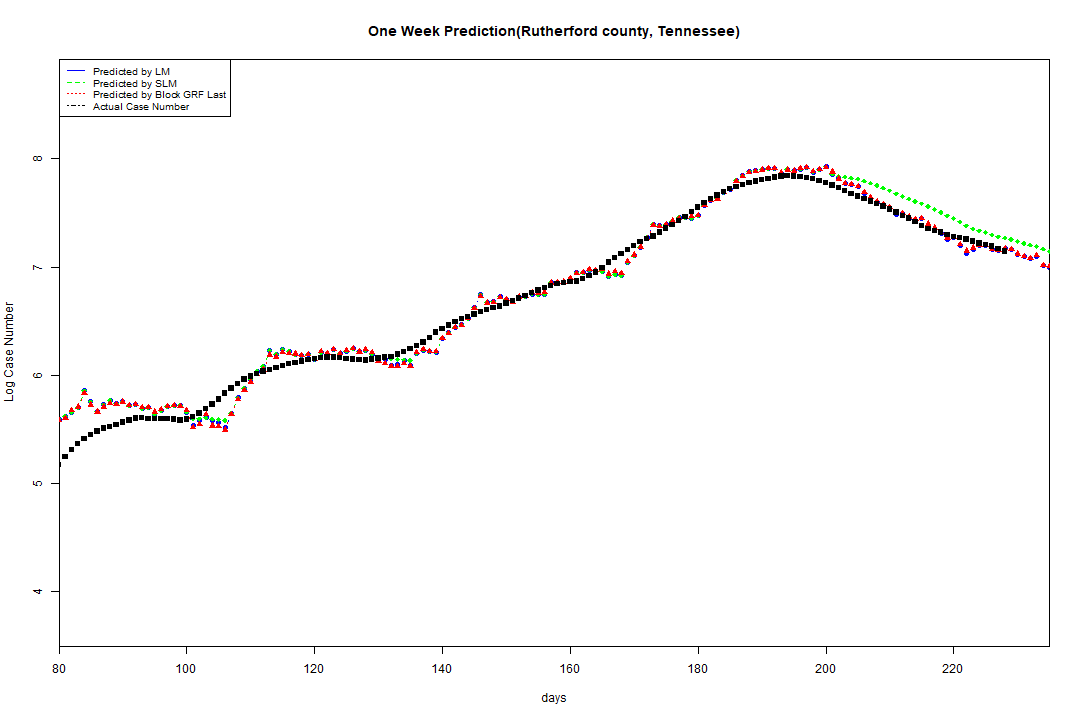 One Week Prediction(Rutherford county, Tennessee)
Predicted by LM
Predicted by SLM
Predicted by Block GRF Last
Actual Case Number
8
7
6
5
4
Log Case Number
80 100 120 140 160 180 200 220
days